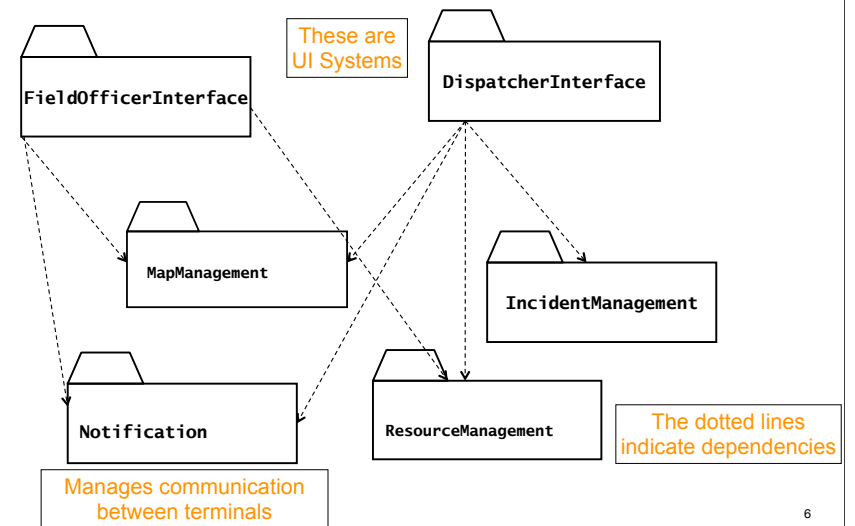 These are
UI Systems
FieldOfficerInterface
DispatcherInterface
MapManagement
IncidentManagement
Notification
ResourceManagement
The dotted lines
indicate dependencies
Manages communication
between terminals
6